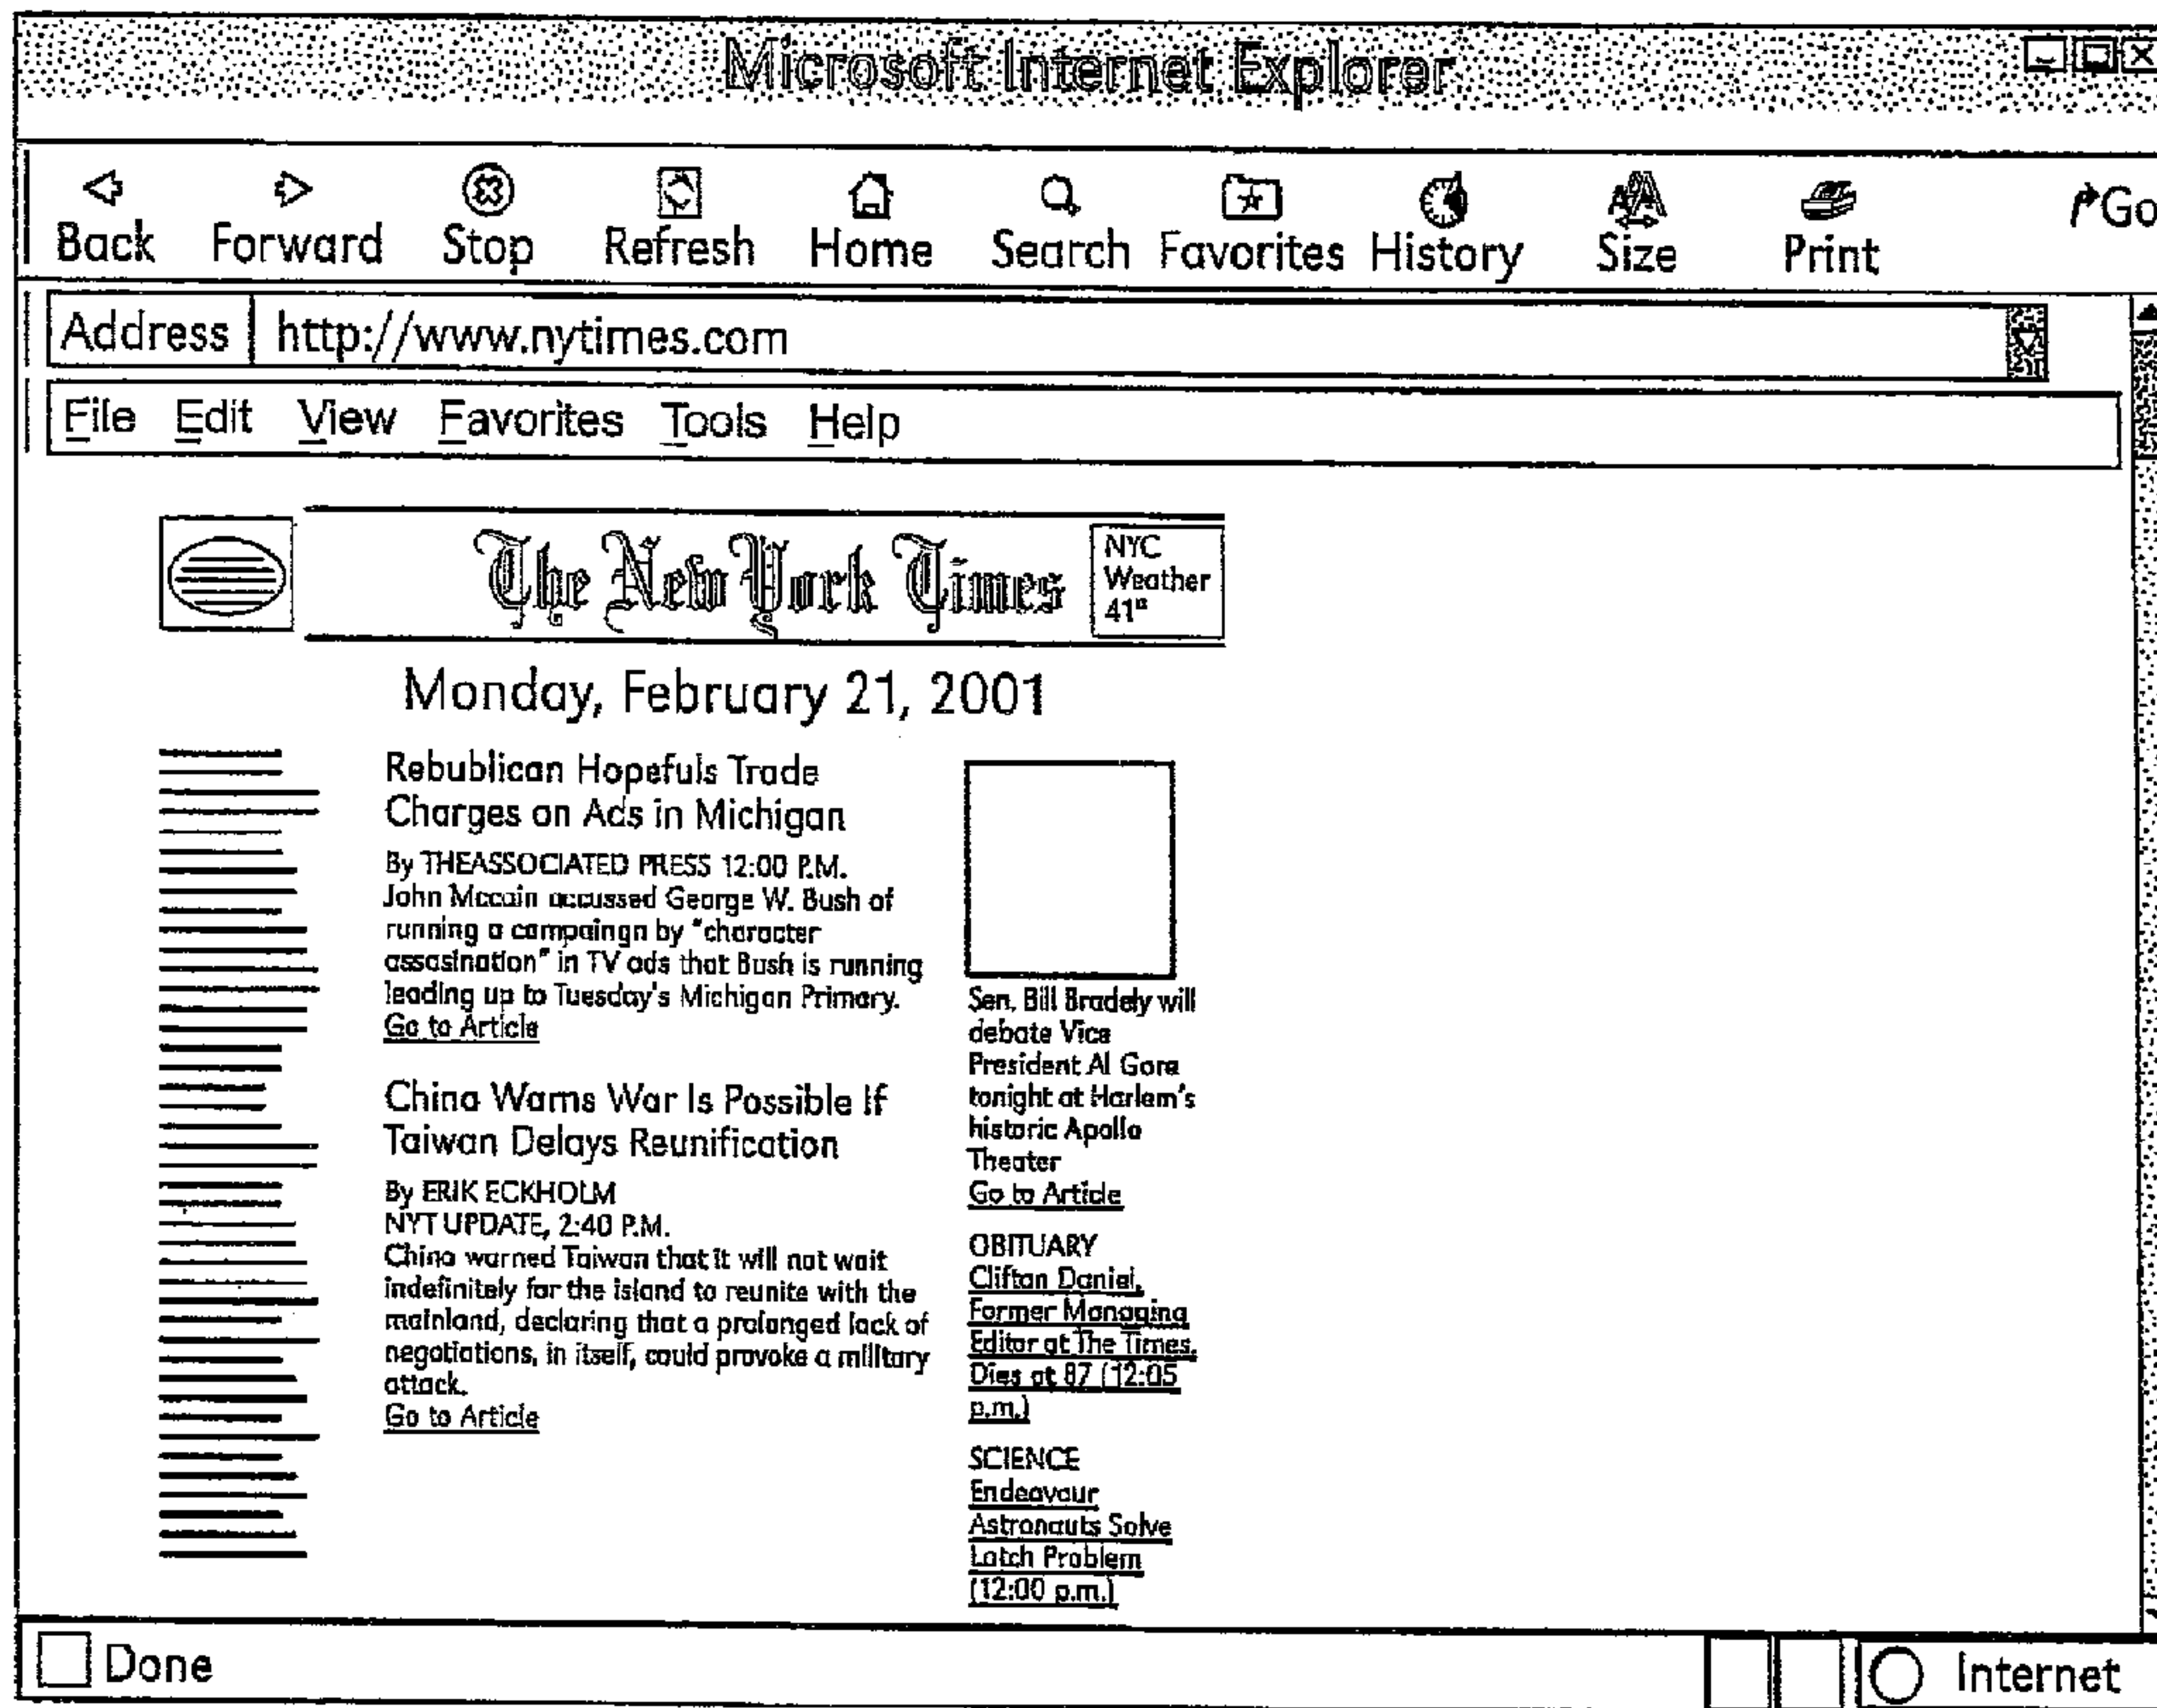 Microsoft Internet Explorer
Back Forward Stop Refresh Home Search Favorites History Size Print Go
Address http://www.nytimes.com
File Edit View Favorites Tools Help
The New York Times
NYC
Weather
41°
Monday, February 21, 2001
Rebublican Hopefuls Trade
Charges on Ads in Michigan
By THEASSOCIATED PRESS 12:00 P.M.
John Mccain accussed George W. Bush of
running a campaingn by "character
assasination" in TV ads that Bush is running
leading up to Tuesday's Michigan Primary.
Go to Article
China Warns War Is Possible If
Taiwan Delays Reunification
By ERIK ECKHOLM
NYT UPDATE, 2:40 P.M.
China warned Taiwan that it will not wait
indefinitely for the island to reunite with the
mainland, declaring that a prolonged lack of
negotiations, in itself, could provoke a military
attack.
Go to Article
Sen. Bill Bradely will
debate Vice
President Al Gore
tonight at Harlem's
historic Apollo
Theater
Go to Article
OBITUARY
Clifton Daniel,
Former Managing
Editor at The Times,
Dies at 87 (12:05
p.m.)
SCIENCE
Endeavour
Astronauts Solve
Latch Problem
(12:00 p.m.)
Done
Internet